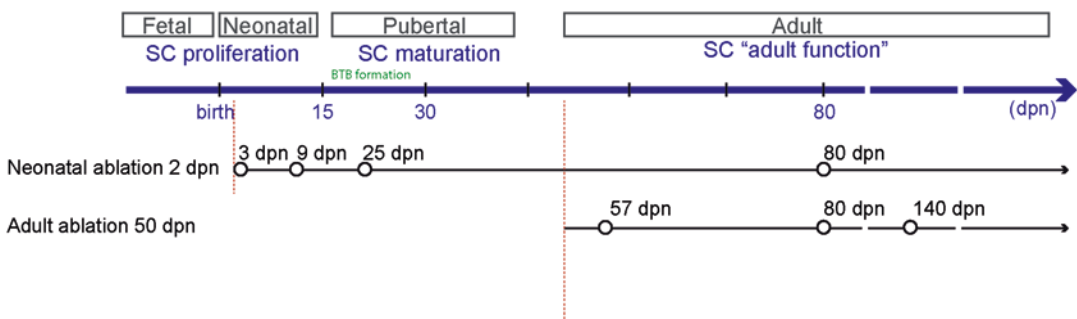 Fetal Neonatal Pubertal Adult
SC proliferation SC maturation SC “adult function”
BTB formation
birth 15 30 80 (dpn)
3 dpn 9 dpn 25 dpn 80 dpn
Neonatal ablation 2 dpn
57 dpn 80 dpn 140 dpn
Adult ablation 50 dpn